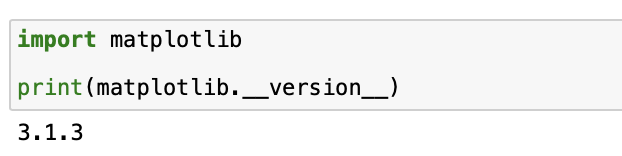 import matplotlib
print(matplotlib.__version__)
3.1.3